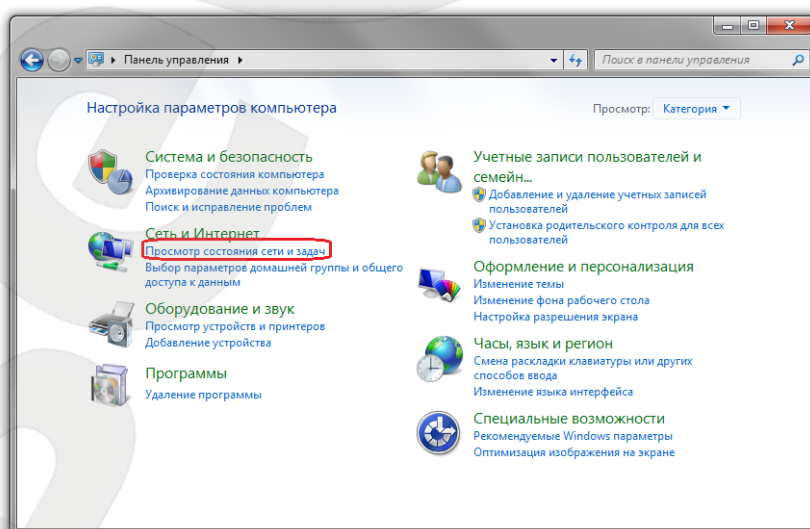 Панель управления
Поиск в панели управления
Настройка параметров компьютера
Просмотр: Категория
Система и безопасность
Проверка состояния компьютера
Архивирование данных компьютера
Поиск и исправление проблем
Сеть и Интернет
Просмотр состояния сети и задач
Выбор параметров домашней группы и общего
доступа к данным
Оборудование и звук
Просмотр устройств и принтеров
Добавление устройства
Программы
Удаление программы
Учетные записи пользователей и
семейн...
Добавление и удаление учетных записей
пользователей
Установка родительского контроля для всех
пользователей
Оформление и персонализация
Изменение темы
Изменение фона рабочего стола
Настройка разрешения экрана
Часы, язык и регион
Смена раскладки клавиатуры или других
способов ввода
Изменение языка интерфейса
Специальные возможности
Рекомендуемые Windows параметры
Оптимизация изображения на экране